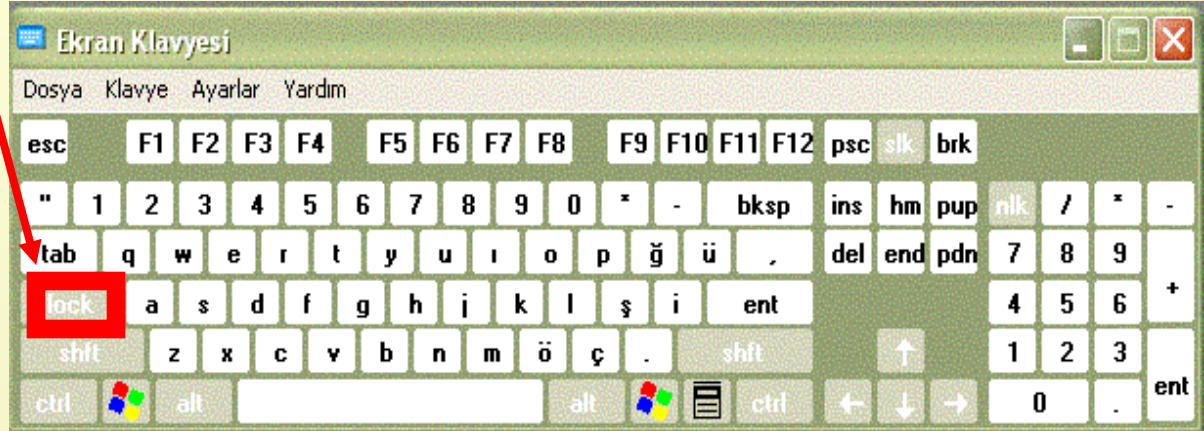 Ekran Klavyesi
Dosya Klavye Ayarlar Yardım
esc F1 F2 F3 F4 F5 F6 F7 F8 F9 F10 F11 F12 psc slk brk
" 1 2 3 4 5 6 7 8 9 0 * - bksp ins hm pup nlk / * -
tab q w e r t y u ı o p ğ ü , del end pdn 7 8 9 +
lock a s d f g h j k l ş i ent 4 5 6
shft z x c v b n m ö ç . shft ↑ 1 2 3 ent
ctrl alt alt ctrl ← ↓ → 0 .